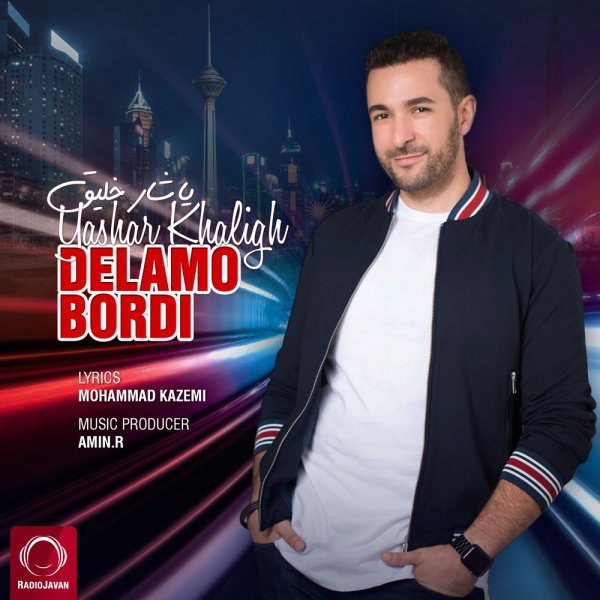 یاشار خلیق
Yashar Khaligh
DELAMO
BORDI
LYRICS
MOHAMMAD KAZEMI
MUSIC PRODUCER
AMIN.R
RADIOJAVAN